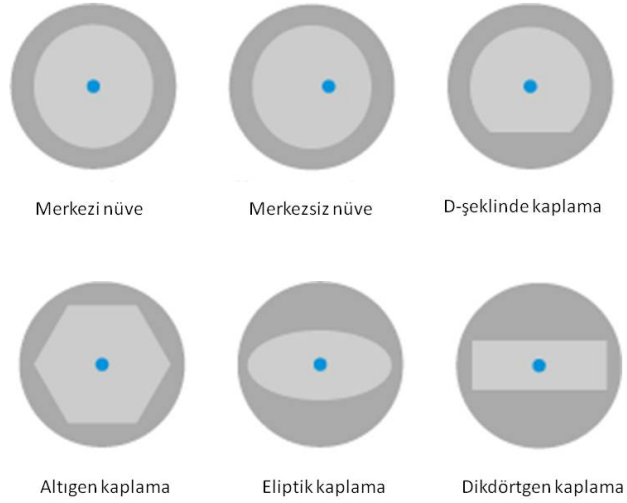 Merkezi nüve
Merkezsiz nüve
D-şeklinde kaplama
Altıgen kaplama
Eliptik kaplama
Dikdörtgen kaplama